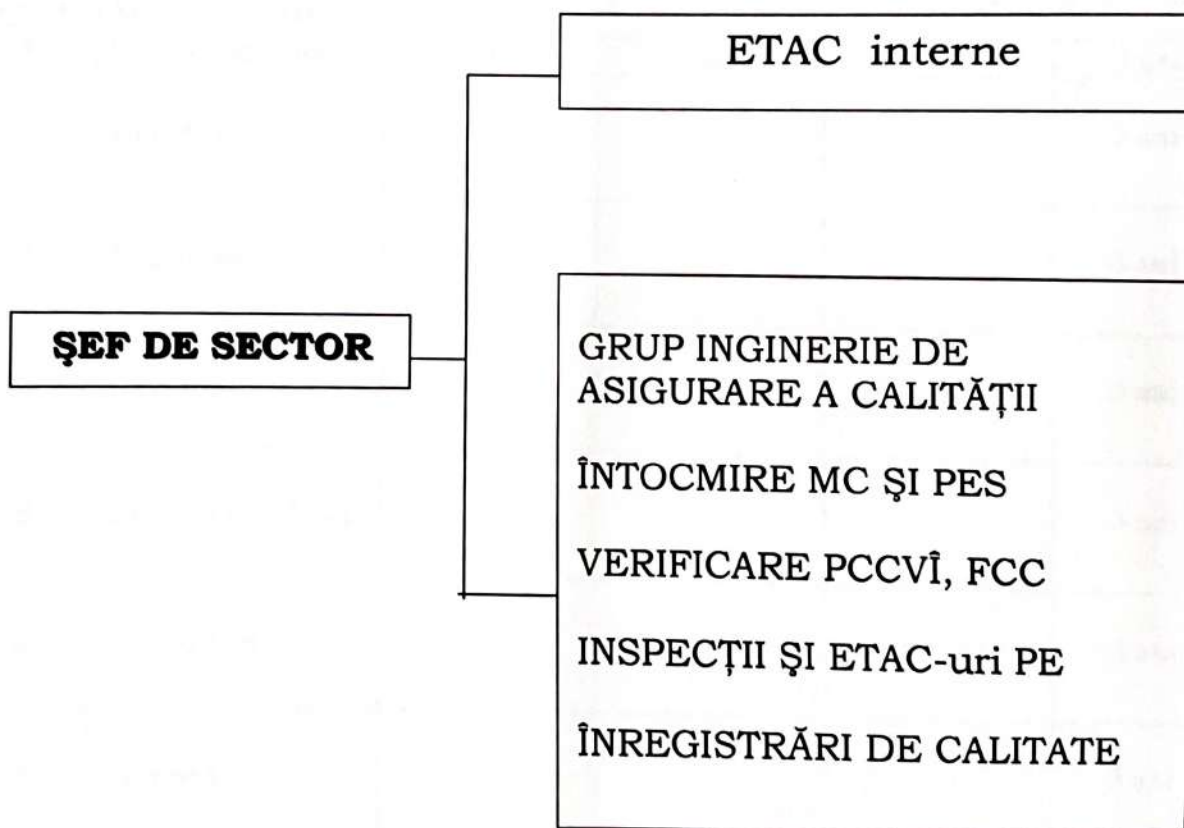 ETAC interne
ŞEF DE SECTOR
GRUP INGINERIE DE
ASIGURARE A CALITĂŢII
ÎNTOCMIRE MC ŞI PES
VERIFICARE PCCVÎ, FCC
INSPECŢII ŞI ETAC-uri PE
ÎNREGISTRĂRI DE CALITATE